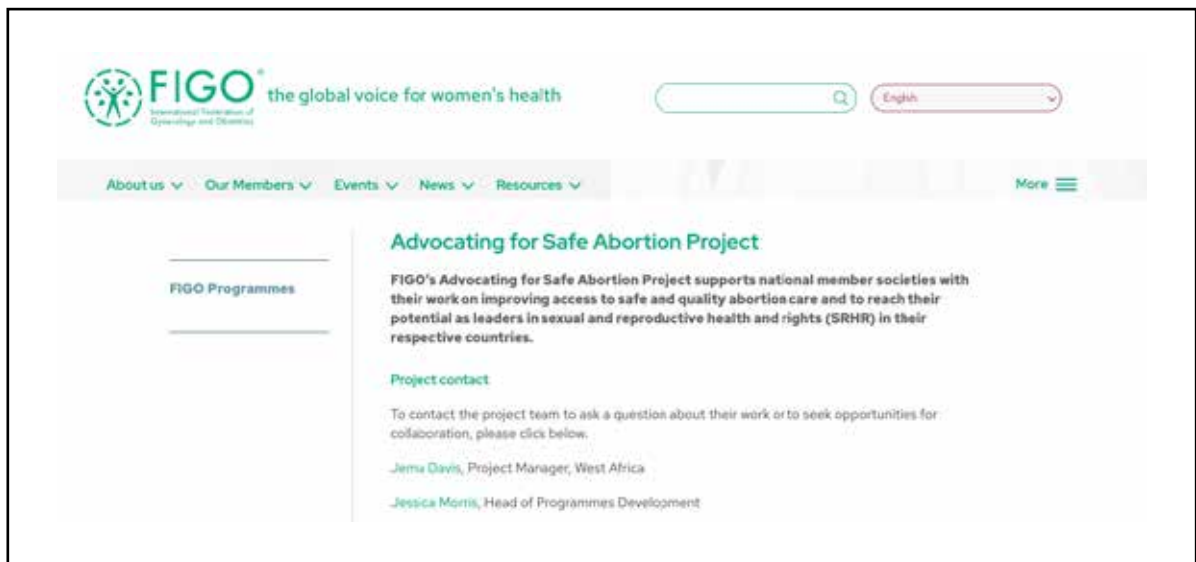 FIGO
the global voice for women's health
International Federation of
Gynecology and Obstetrics
English
About us
Our Members
Events
News
Resources
More
FIGO Programmes
Advocating for Safe Abortion Project
FIGO's Advocating for Safe Abortion Project supports national member societies with
their work on improving access to safe and quality abortion care and to reach their
potential as leaders in sexual and reproductive health and rights (SRHR) in their
respective countries.
Project contact
To contact the project team to ask a question about their work or to seek opportunities for
collaboration, please click below.
Davis, Project Manager, West Africa
Jessica Morris, Head of Programmes Development